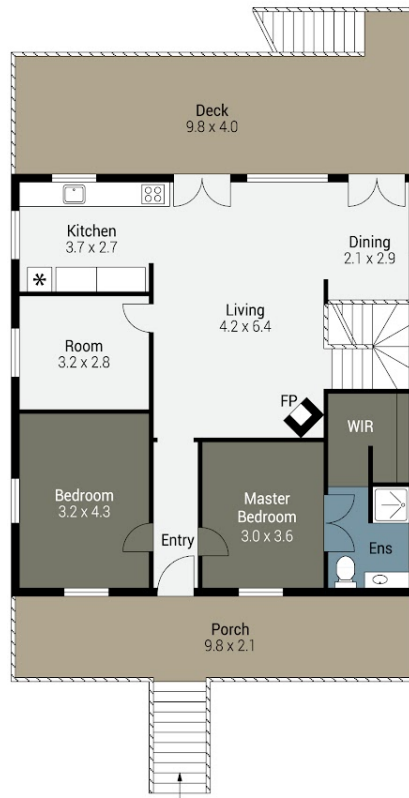 Deck
9.8 x 4.0
Kitchen
3.7 x 2.7
Dining
2.1 x 2.9
Living
4.2 x 6.4
Room
3.2 x 2.8
FP
WIR
Bedroom
3.2 x 4.3
Master
Bedroom
3.0 x 3.6
Entry
Ens
Porch
9.8 x 2.1